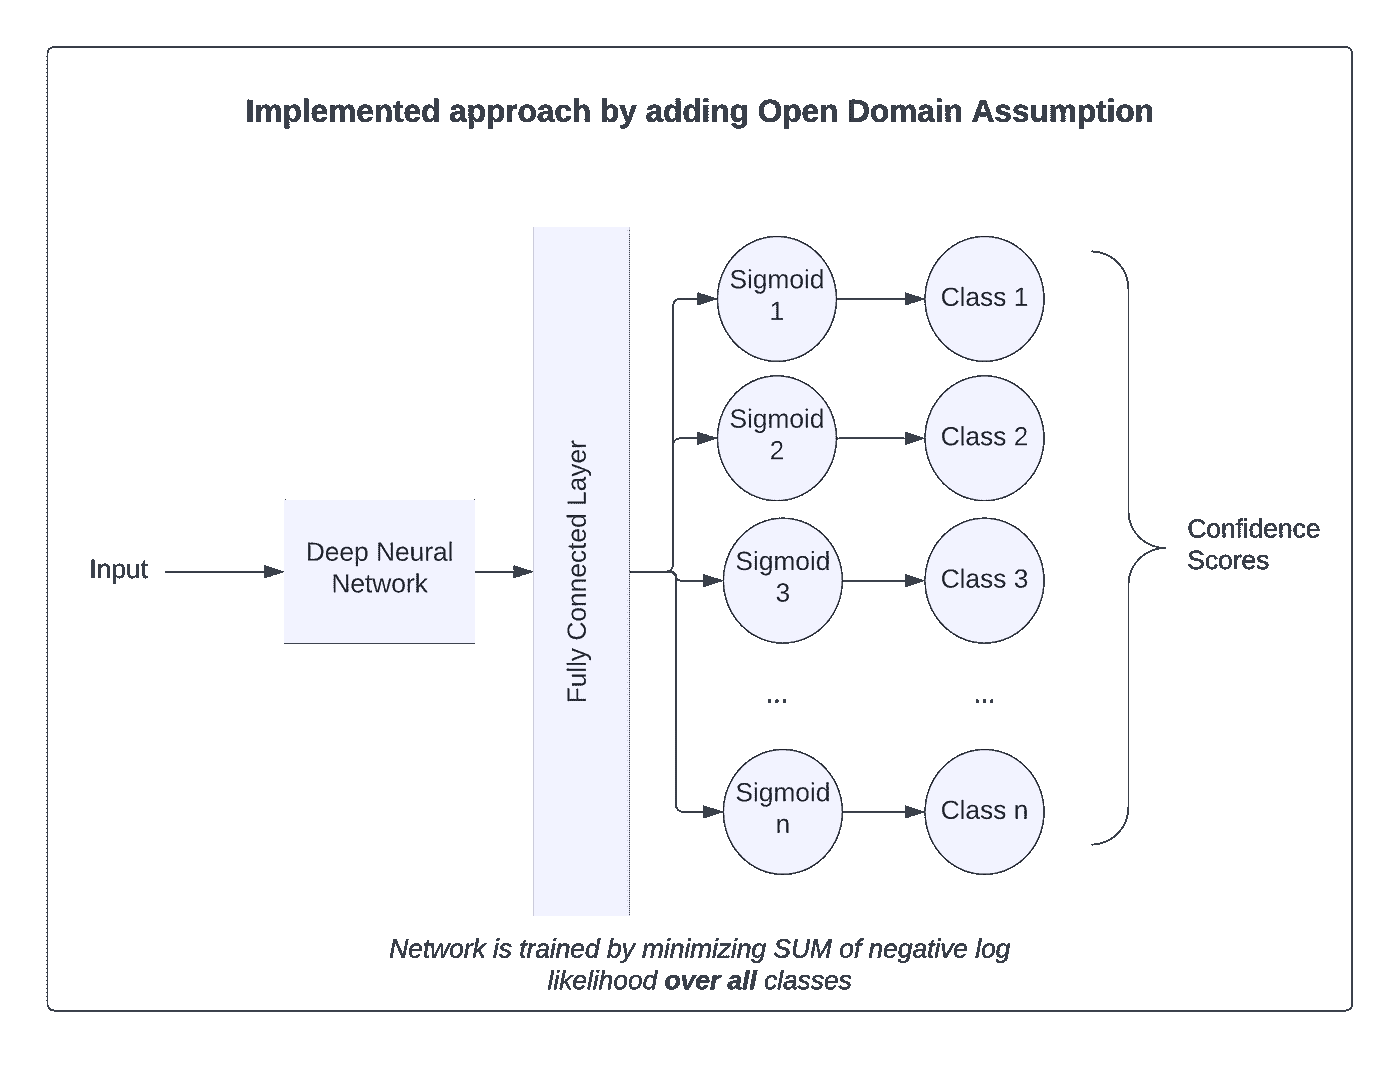 Implemented approach by adding Open Domain Assumption
Input
Deep Neural
Network
Fully Connected Layer
Sigmoid
1
Class 1
Sigmoid
2
Class 2
Sigmoid
3
Class 3
...
...
Sigmoid
n
Class n
Confidence
Scores
Network is trained by minimizing SUM of negative log
likelihood over all classes